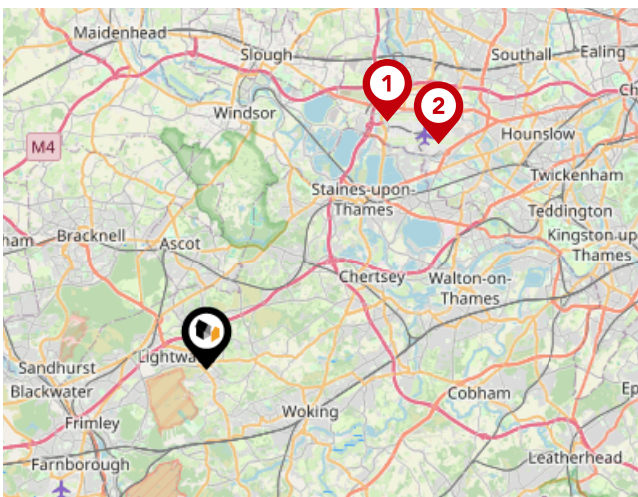 Maidenhead
Slough
Southall
Ealing
1
2
Ch
Windsor
M4
Hounslow
Twickenham
Staines-upon-
Thames
Teddington
ham
Bracknell
Ascot
Kingston up
Thames
Chertsey
Walton-on-
Thames
Lightwa
Sandhurst
Blackwater
Cobham
Ep
Woking
Frimley
Farnborough
Leatherhead